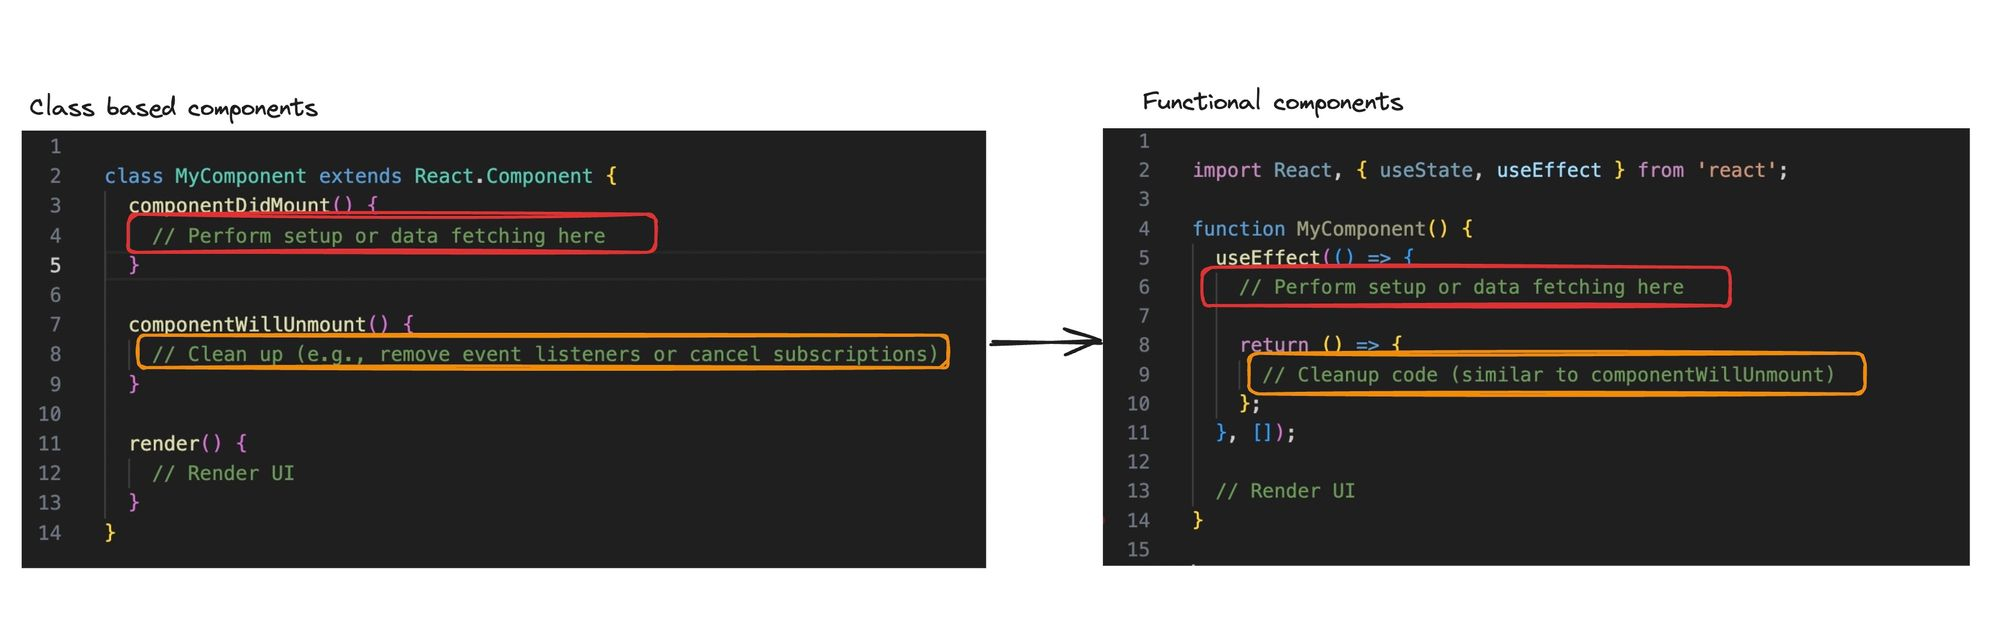 Class based components
1
2 class MyComponent extends React.Component {
3   componentDidMount() {
4     // Perform setup or data fetching here
5   }
6
7   componentWillUnmount() {
8     // Clean up (e.g., remove event listeners or cancel subscriptions)
9   }
10
11   render() {
12     // Render UI
13   }
14 }
Functional components
1
2 import React, { useState, useEffect } from 'react';
3
4 function MyComponent() {
5   useEffect(() => {
6     // Perform setup or data fetching here
7
8     return () => {
9       // Cleanup code (similar to componentWillUnmount)
10     };
11   }, []);
12
13   // Render UI
14 }
15